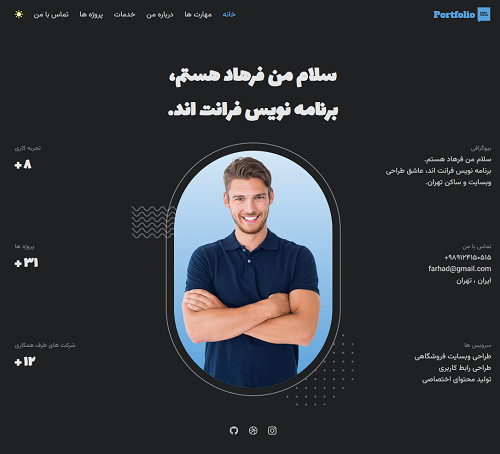 Portfolio
خانه
مهارت ها
درباره من
خدمات
پروژه ها
تماس با من
سلام من فرهاد هستم،
برنامه نویس فرانت اند.
بیوگرافی
سلام من فرهاد هستم.
برنامه نویس فرانت اند، عاشق طراحی
وبسایت و ساکن تهران.
تماس با من
+۹۸۹۱۲۴۱۵۰۵۱۵
farhad@gmail.com
ایران ، تهران
سرویس ها
طراحی وبسایت فروشگاهی
طراحی رابط کاربری
تولید محتوای اختصاصی
تجربه کاری
۸+
پروژه ها
۳۱+
شرکت های طرف همکاری
۱۲+